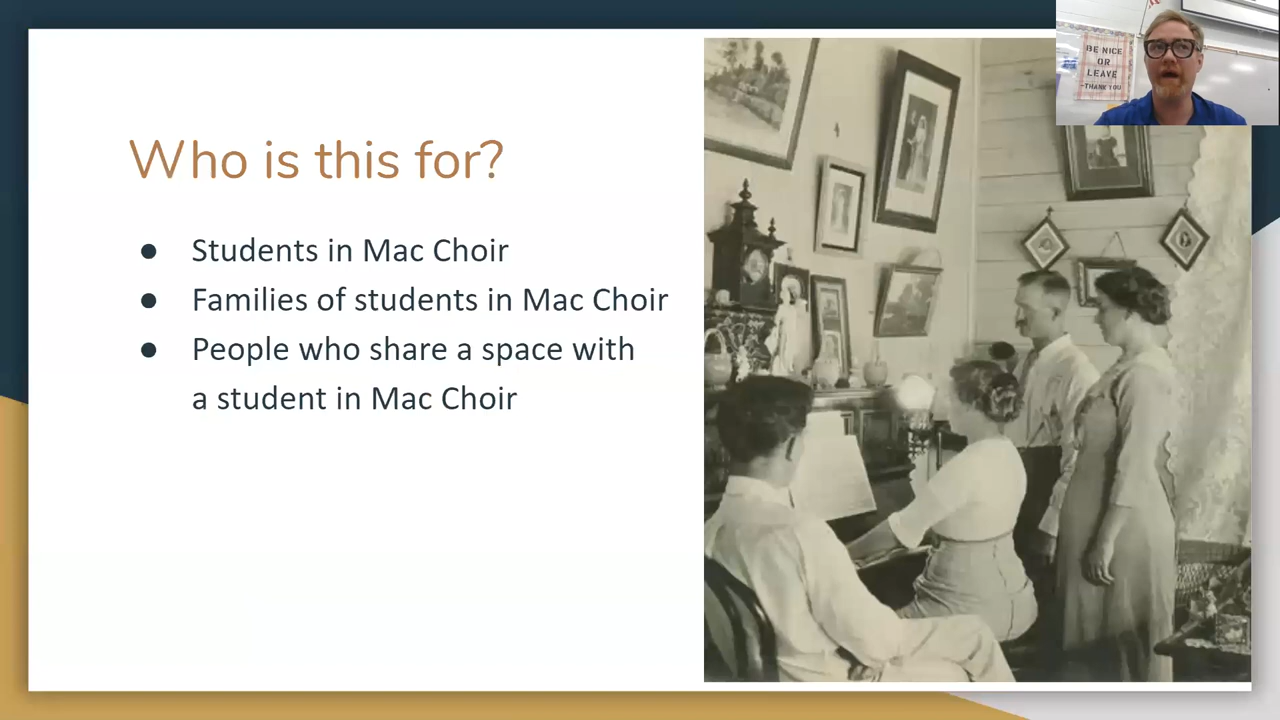 BE NICE
OR
LEAVE
-THANK YOU
Who is this for?
● Students in Mac Choir
● Families of students in Mac Choir
● People who share a space with
a student in Mac Choir